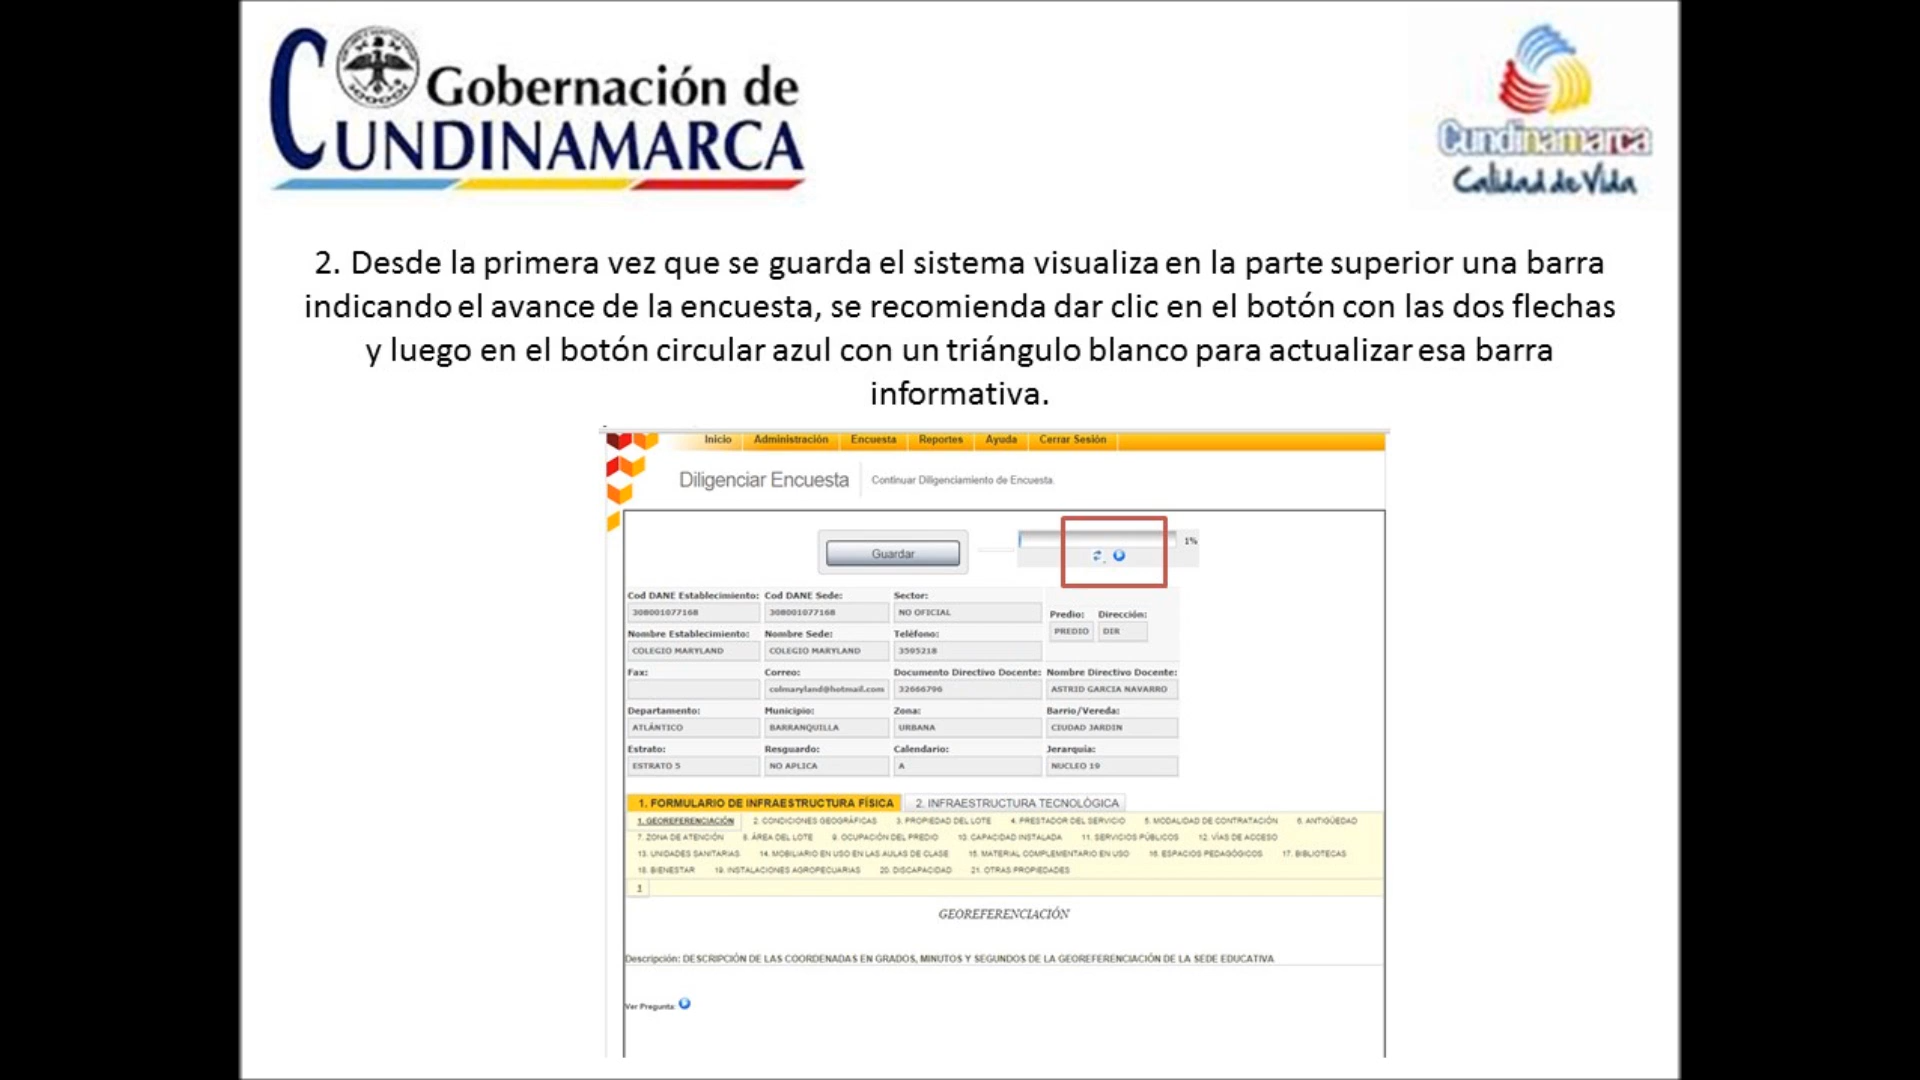 Gobernación de
CUNDINAMARCA
Cundinamarca
Calidad de Vida
2. Desde la primera vez que se guarda el sistema visualiza en la parte superior una barra
indicando el avance de la encuesta, se recomienda dar clic en el botón con las dos flechas
y luego en el botón circular azul con un triángulo blanco para actualizar esa barra
informativa.
Inicio Administración Encuesta Reportes Ayuda Cerrar Sesión
Diligenciar Encuesta Continuar Diligenciamiento de Encuesta.
Guardar 1%
Cod DANE Establecimiento: Cod DANE Sede: Sector:
308001077168 308001077168 NO OFICIAL
Predio: Dirección:
PREDIO DIR
Nombre Establecimiento: Nombre Sede: Teléfono:
COLEGIO MARYLAND COLEGIO MARYLAND 3595218
Fax: Correo: Documento Directivo Docente: Nombre Directivo Docente:
colmaryland@hotmail.com 32666796 ASTRID GARCIA NAVARRO
Departamento: Municipio: Zona: Barrio/Vereda:
ATLÁNTICO BARRANQUILLA URBANA CIUDAD JARDIN
Estrato: Resguardo: Calendario: Jerarquía:
ESTRATO 5 NO APLICA A NUCLEO 19
1. FORMULARIO DE INFRAESTRUCTURA FÍSICA 2. INFRAESTRUCTURA TECNOLÓGICA
1. GEOREFERENCIACIÓN 2. CONDICIONES GEOGRÁFICAS 3. PROPIEDAD DEL LOTE 4. PRESTADOR DEL SERVICIO 5. MODALIDAD DE CONTRATACIÓN 6. ANTIGÜEDAD
7. ZONA DE ATENCIÓN 8. ÁREA DEL LOTE 9. OCUPACIÓN DEL PREDIO 10. CAPACIDAD INSTALADA 11. SERVICIOS PÚBLICOS 12. VÍAS DE ACCESO
13. UNIDADES SANITARIAS 14. MOBILIARIO EN USO EN LAS AULAS DE CLASE 15. MATERIAL COMPLEMENTARIO EN USO 16. ESPACIOS PEDAGÓGICOS 17. BIBLIOTECAS
18. BIENESTAR 19. INSTALACIONES AGROPECUARIAS 20. DISCAPACIDAD 21. OTRAS PROPIEDADES
1
GEOREFERENCIACIÓN
Descripción: DESCRIPCIÓN DE LAS COORDENADAS EN GRADOS, MINUTOS Y SEGUNDOS DE LA GEOREFERENCIACIÓN DE LA SEDE EDUCATIVA
Ver Pregunta: